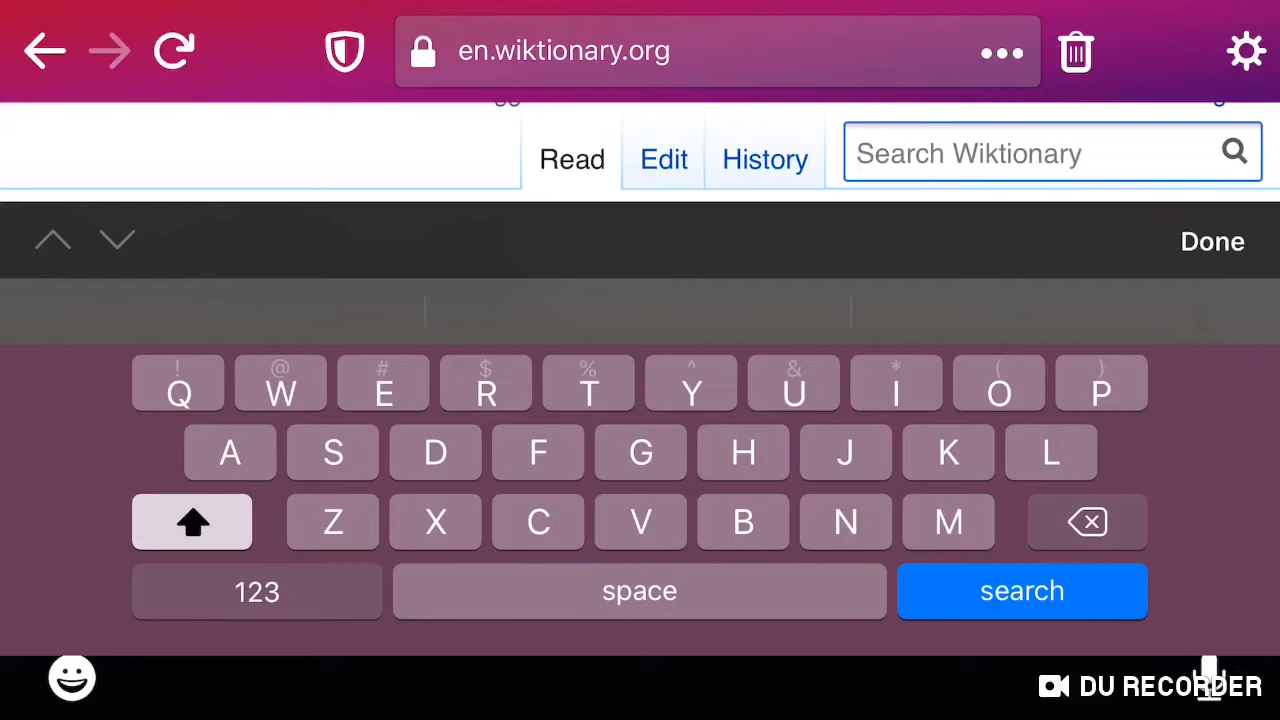 en.wiktionary.org
Read Edit History Search Wiktionary
Done
! @ # $ % ^ & * ( )
Q W E R T Y U I O P
A S D F G H J K L
Z X C V B N M
123 space search
DU RECORDER